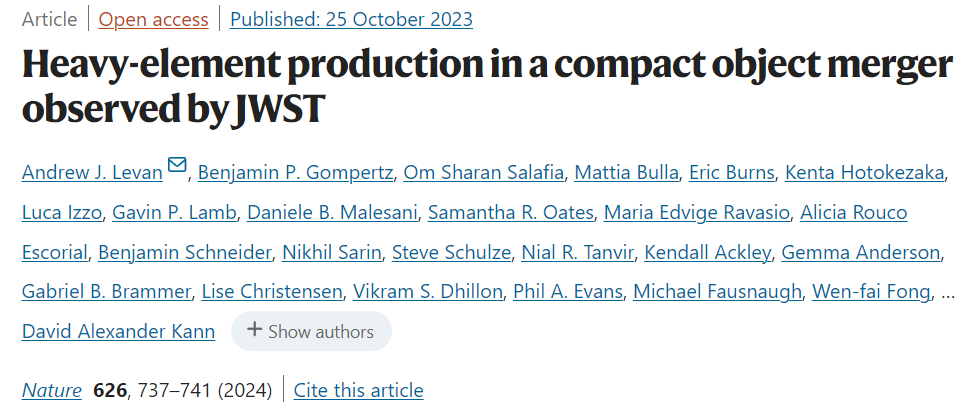 Article | Open access | Published: 25 October 2023
Heavy-element production in a compact object merger
observed by JWST
Andrew J. Levan, Benjamin P. Gompertz, Om Sharan Salafia, Mattia Bulla, Eric Burns, Kenta Hotokezaka,
Luca Izzo, Gavin P. Lamb, Daniele B. Malesani, Samantha R. Oates, Maria Edvige Ravasio, Alicia Rouco
Escorial, Benjamin Schneider, Nikhil Sarin, Steve Schulze, Nial R. Tanvir, Kendall Ackley, Gemma Anderson,
Gabriel B. Brammer, Lise Christensen, Vikram S. Dhillon, Phil A. Evans, Michael Fausnaugh, Wen-fai Fong, …
David Alexander Kann + Show authors
Nature 626, 737–741 (2024) | Cite this article